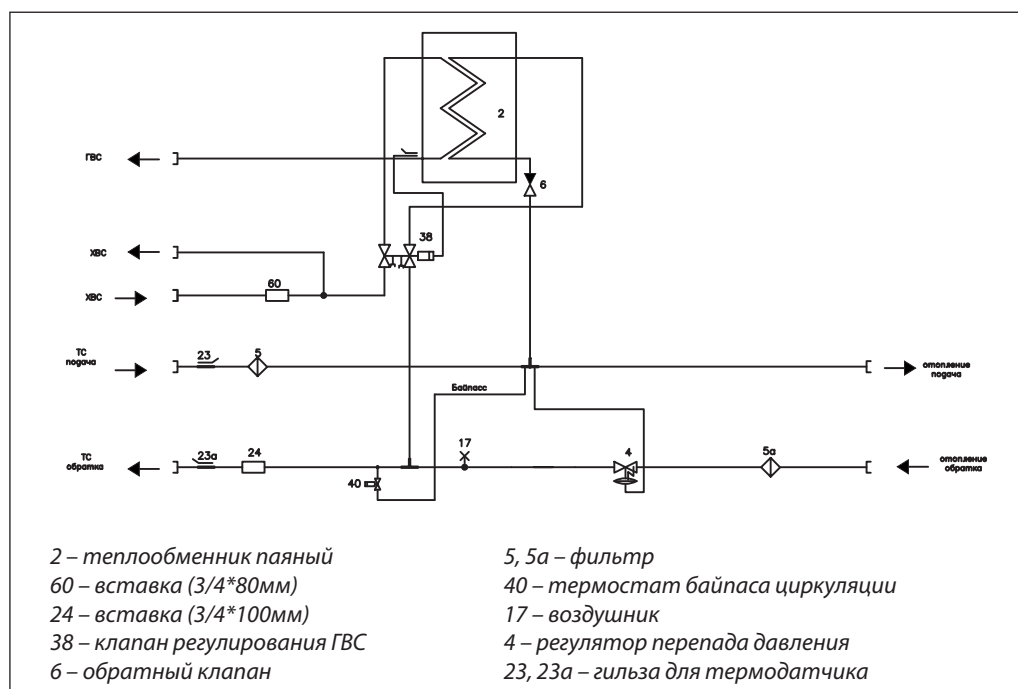 2
ГВС
6
38
ХВС
60
ХВС
ТС
подача
23
5
отопление
подача
Байпасс
ТС
обратка
23а
24
17
4
5а
отопление
обратка
40
2 – теплообменник паяный
60 – вставка (3/4*80мм)
24 – вставка (3/4*100мм)
38 – клапан регулирования ГВС
6 – обратный клапан
5, 5а – фильтр
40 – термостат байпаса циркуляции
17 – воздушник
4 – регулятор перепада давления
23, 23а – гильза для термодатчика